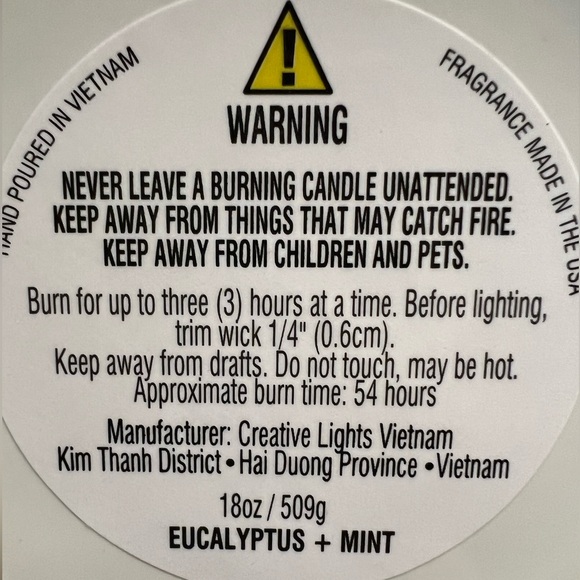 HAND POURED IN VIETNAM
FRAGRANCE MADE IN THE USA
WARNING
NEVER LEAVE A BURNING CANDLE UNATTENDED.
KEEP AWAY FROM THINGS THAT MAY CATCH FIRE.
KEEP AWAY FROM CHILDREN AND PETS.
Burn for up to three (3) hours at a time. Before lighting,
trim wick 1/4" (0.6cm).
Keep away from drafts. Do not touch, may be hot.
Approximate burn time: 54 hours
Manufacturer: Creative Lights Vietnam
Kim Thanh District • Hai Duong Province • Vietnam
18oz / 509g
EUCALYPTUS + MINT